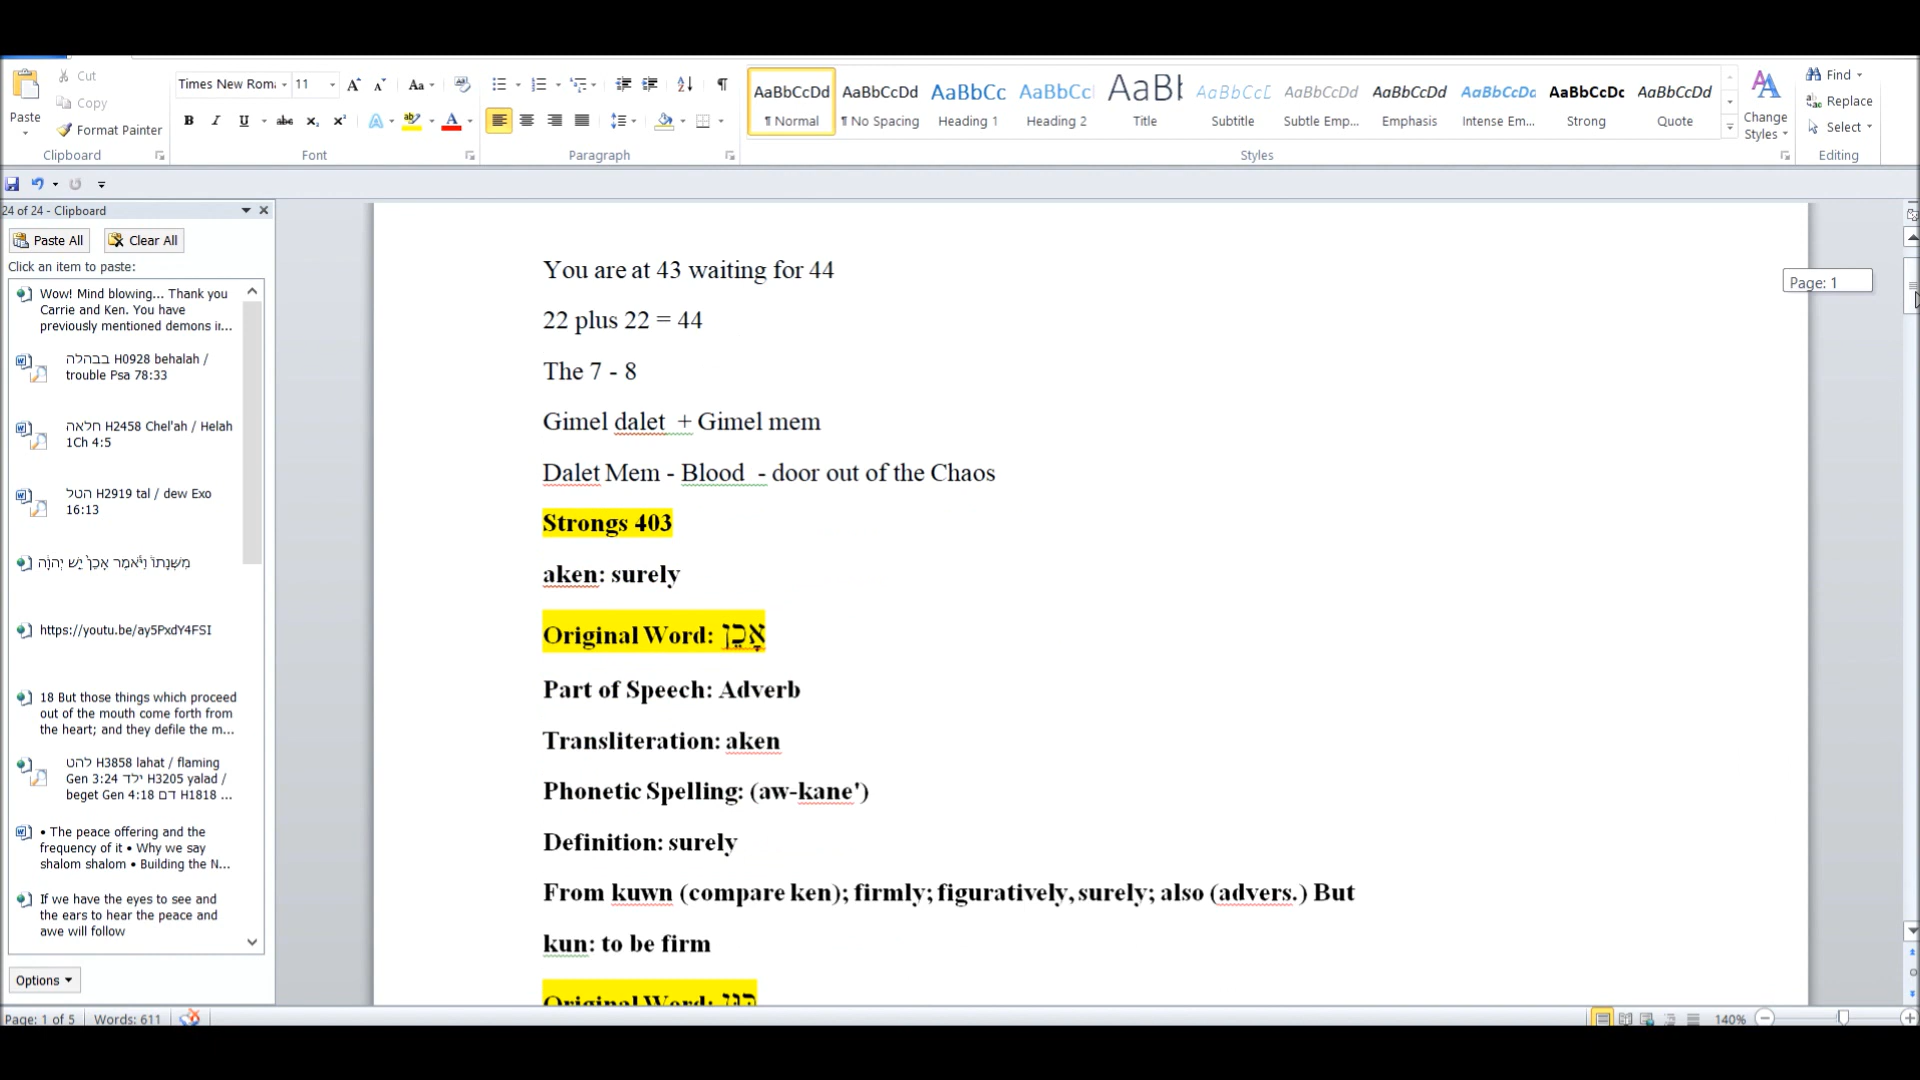 Cut
Copy
Paste
Format Painter
Clipboard
Times New Rom
11
Aa
Font
Paragraph
AaBbCcDd
AaBbCcDd
AaBbCc
AaBbCc
AaBl
AaBbCcD
AaBbCcDd
AaBbCcDd
AaBbCcDd
AaBbCcDc
AaBbCcDd
¶ Normal
¶ No Spacing
Heading 1
Heading 2
Title
Subtitle
Subtle Emp...
Emphasis
Intense Em...
Strong
Quote
Styles
Change
Styles
Find
Replace
Select
Editing
24 of 24 - Clipboard
Paste All
Clear All
Click an item to paste:
Wow! Mind blowing... Thank you
Carrie and Ken. You have
previously mentioned demons ir...
בבהלה H0928 behalah /
trouble Psa 78:33
חלאה H2458 Chel'ah / Helah
1Ch 4:5
הטל H2919 tal / dew Exo
16:13
מִשְּׁנָתוֹ וַיֹּאמֶר אָכֵן יֵשׁ יְהוָה
https://youtu.be/ay5PxdY4FSI
18 But those things which proceed
out of the mouth come forth from
the heart; and they defile the m...
להט H3858 lahat / flaming
Gen 3:24 ילד H3205 yalad /
beget Gen 4:18 דם H1818 ...
• The peace offering and the
frequency of it • Why we say
shalom shalom • Building the N...
If we have the eyes to see and
the ears to hear the peace and
awe will follow
Options
You are at 43 waiting for 44
22 plus 22 = 44
The 7 - 8
Gimel dalet + Gimel mem
Dalet Mem - Blood - door out of the Chaos
Strongs 403
aken: surely
Original Word: אָכֵן
Part of Speech: Adverb
Transliteration: aken
Phonetic Spelling: (aw-kane')
Definition: surely
From kuwn (compare ken); firmly; figuratively, surely; also (advers.) But
kun: to be firm
Original Word: כּוּן
Page: 1
Page: 1 of 5
Words: 611
140%